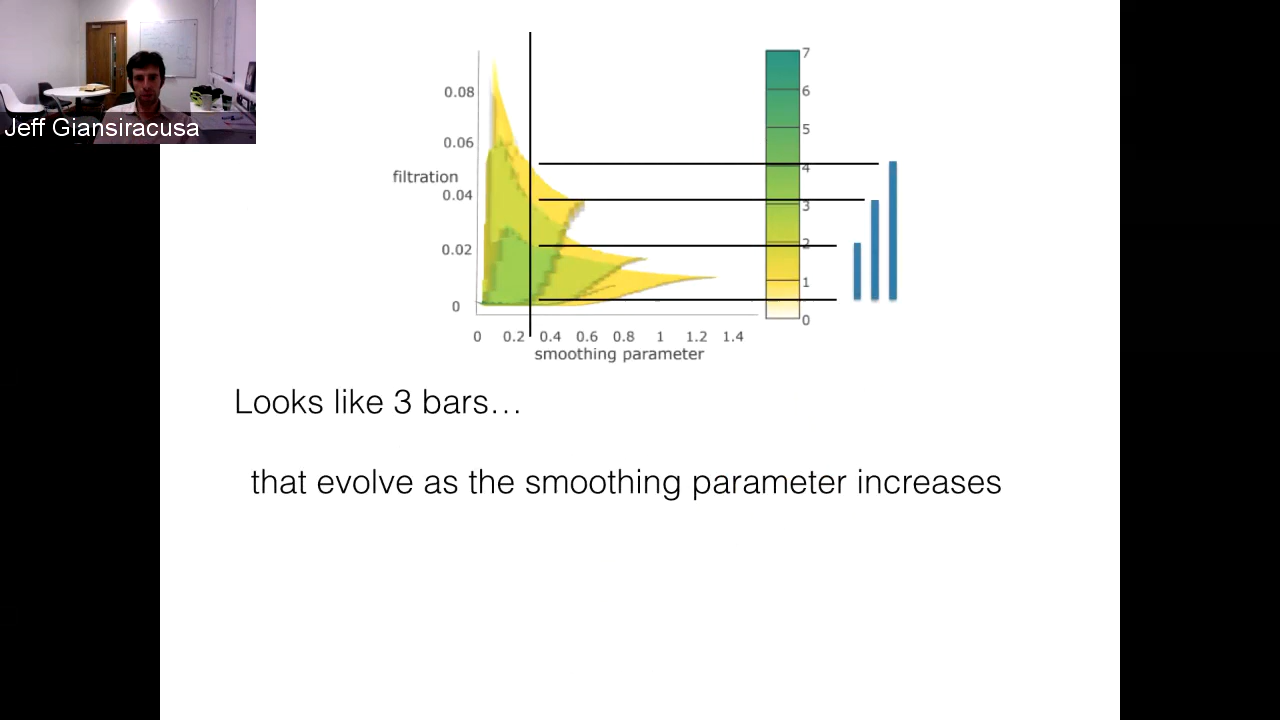 Jeff Giansiracusa
0.08
0.06
filtration
0.04
0.02
0
0 0.2 0.4 0.6 0.8 1 1.2 1.4
smoothing parameter
7
6
5
4
3
2
1
0
Looks like 3 bars…
that evolve as the smoothing parameter increases